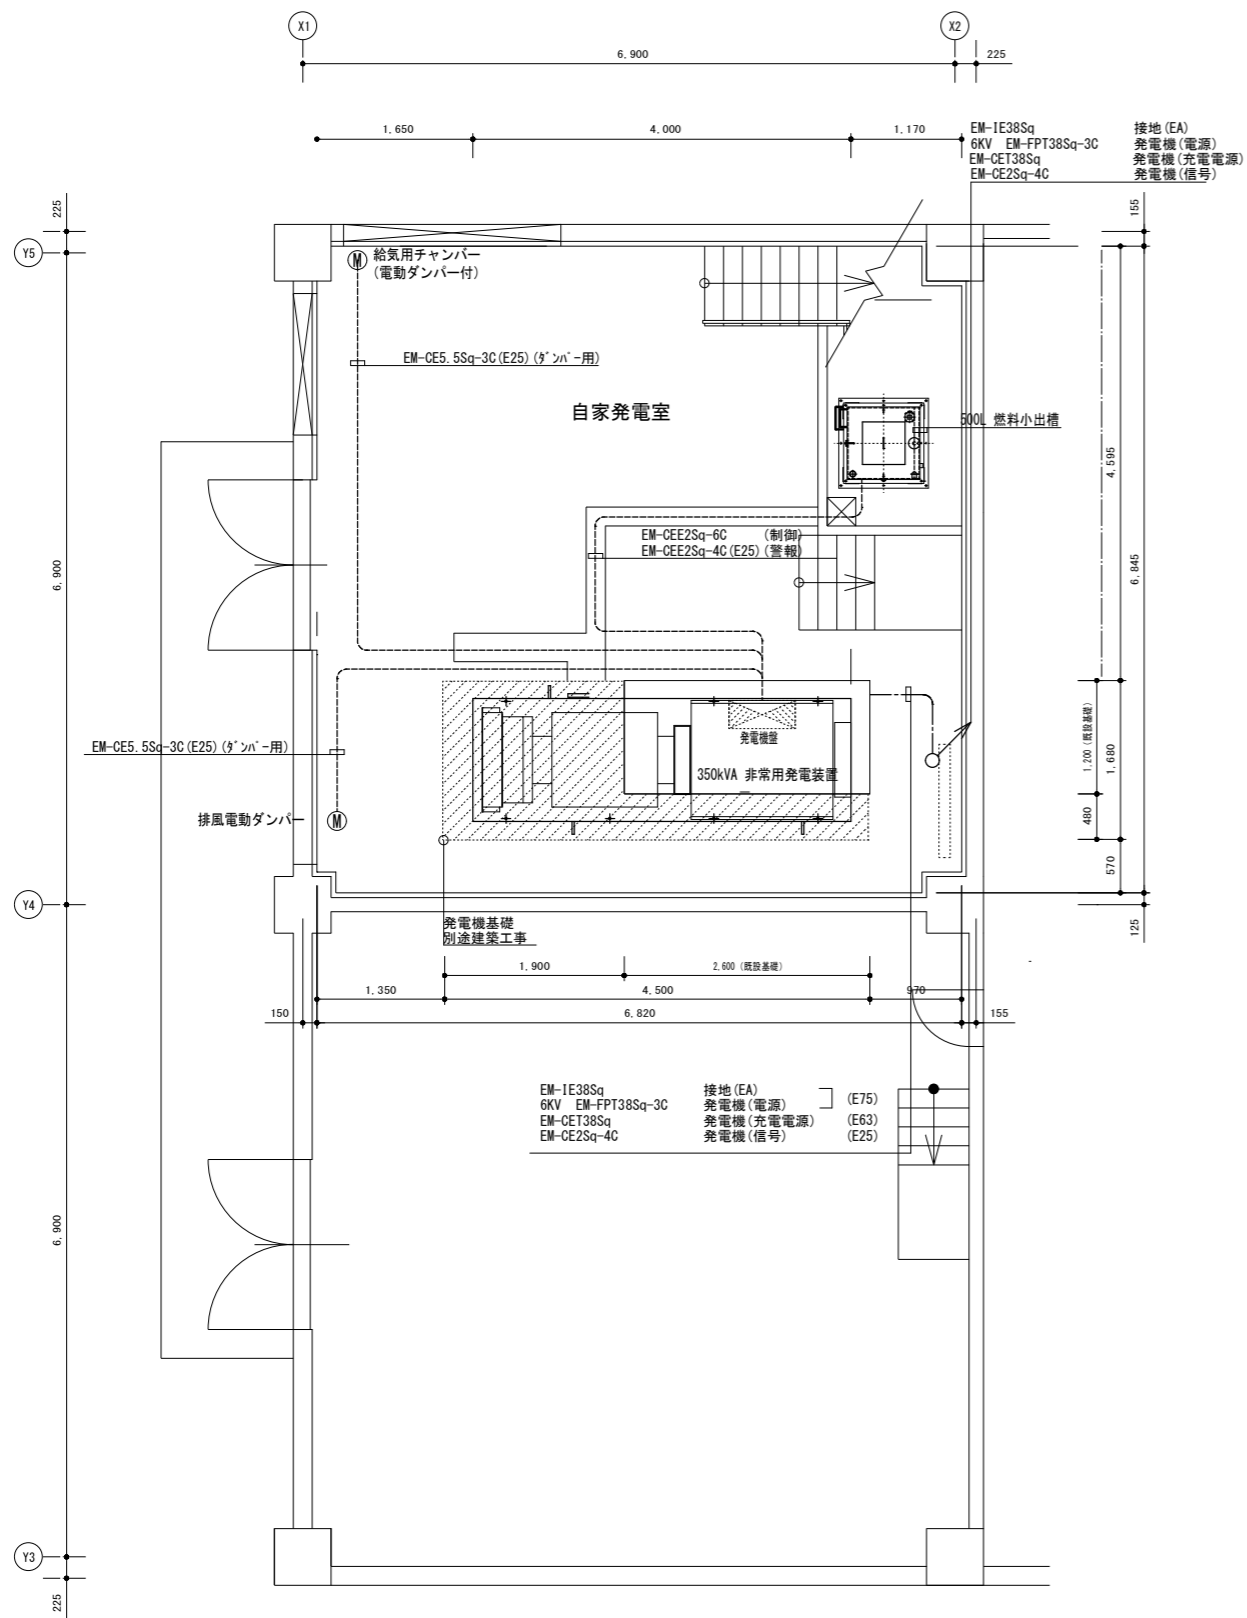 X1
X2
6,900
225
1,650
4,000
1,170
EM-IE38Sq 接地(EA)
6KV EM-FPT38Sq-3C 発電機(電源)
EM-CET38Sq 発電機(充電電源)
EM-CE2Sq-4C 発電機(信号)
225
155
Y5
給気用チャンバー
(電動ダンパー付)
EM-CE5.5Sq-3C(E25)(ﾀﾞﾝﾊﾟｰ用)
自家発電室
500L 燃料小出槽
4,595
6,845
6,900
EM-CEE2Sq-6C (制御)
EM-CEE2Sq-4C(E25)(警報)
EM-CE5.5Sq-3C(E25)(ﾀﾞﾝﾊﾟｰ用)
発電機盤
350kVA 非常用発電装置
1,200(既設基礎)
1,680
480
570
排風電動ダンパー
M
M
Y4
125
発電機基礎
別途建築工事
1,900
2,600(既設基礎)
1,350
4,500
970
150
6,820
155
EM-IE38Sq 接地(EA)
6KV EM-FPT38Sq-3C 発電機(電源) (E75)
EM-CET38Sq 発電機(充電電源) (E63)
EM-CE2Sq-4C 発電機(信号) (E25)
6,900
Y3
225